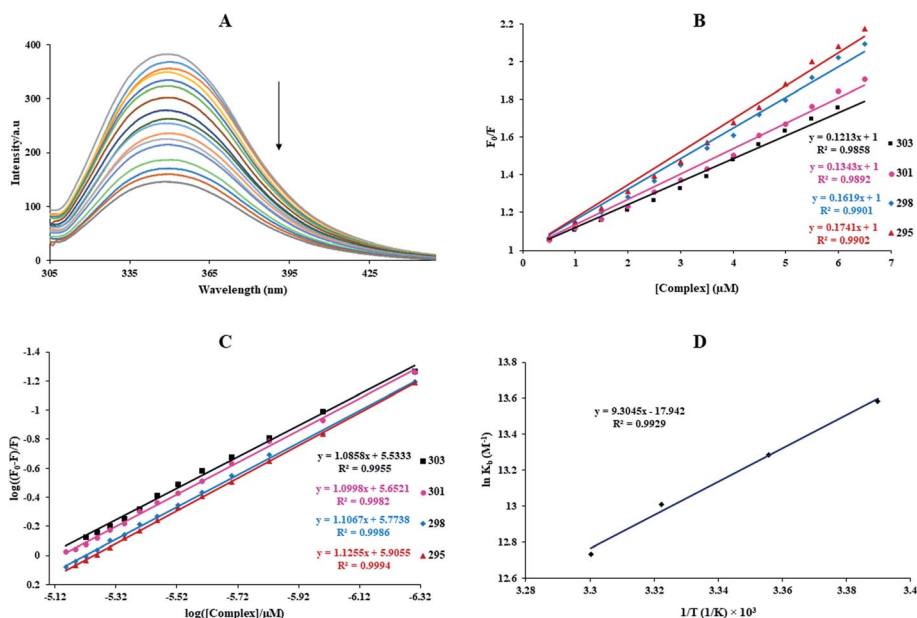 A
400
300
200
100
0
305
335
365
395
425
Intensity/a.u
Wavelength (nm)
B
2.2
2
1.8
1.6
1.4
1.2
1
0
1
2
3
4
5
6
7
F₀/F
[Complex] (µM)
y = 0.1213x + 1
R² = 0.9858
303
y = 0.1343x + 1
R² = 0.9892
301
y = 0.1619x + 1
R² = 0.9901
298
y = 0.1741x + 1
R² = 0.9902
295
C
-1.4
-1.2
-1
-0.8
-0.6
-0.4
-0.2
0
0.2
-5.12
-5.32
-5.52
-5.72
-5.92
-6.12
-6.32
log((F₀-F)/F)
log([Complex]/µM)
y = 1.0858x + 5.5333
R² = 0.9955
303
y = 1.0998x + 5.6521
R² = 0.9982
301
y = 1.1067x + 5.7738
R² = 0.9986
298
y = 1.1255x + 5.9055
R² = 0.9994
295
D
13.8
13.6
13.4
13.2
13
12.8
12.6
3.28
3.3
3.32
3.34
3.36
3.38
3.4
ln K_b (M⁻¹)
1/T (1/K) × 10³
y = 9.3045x - 17.942
R² = 0.9929